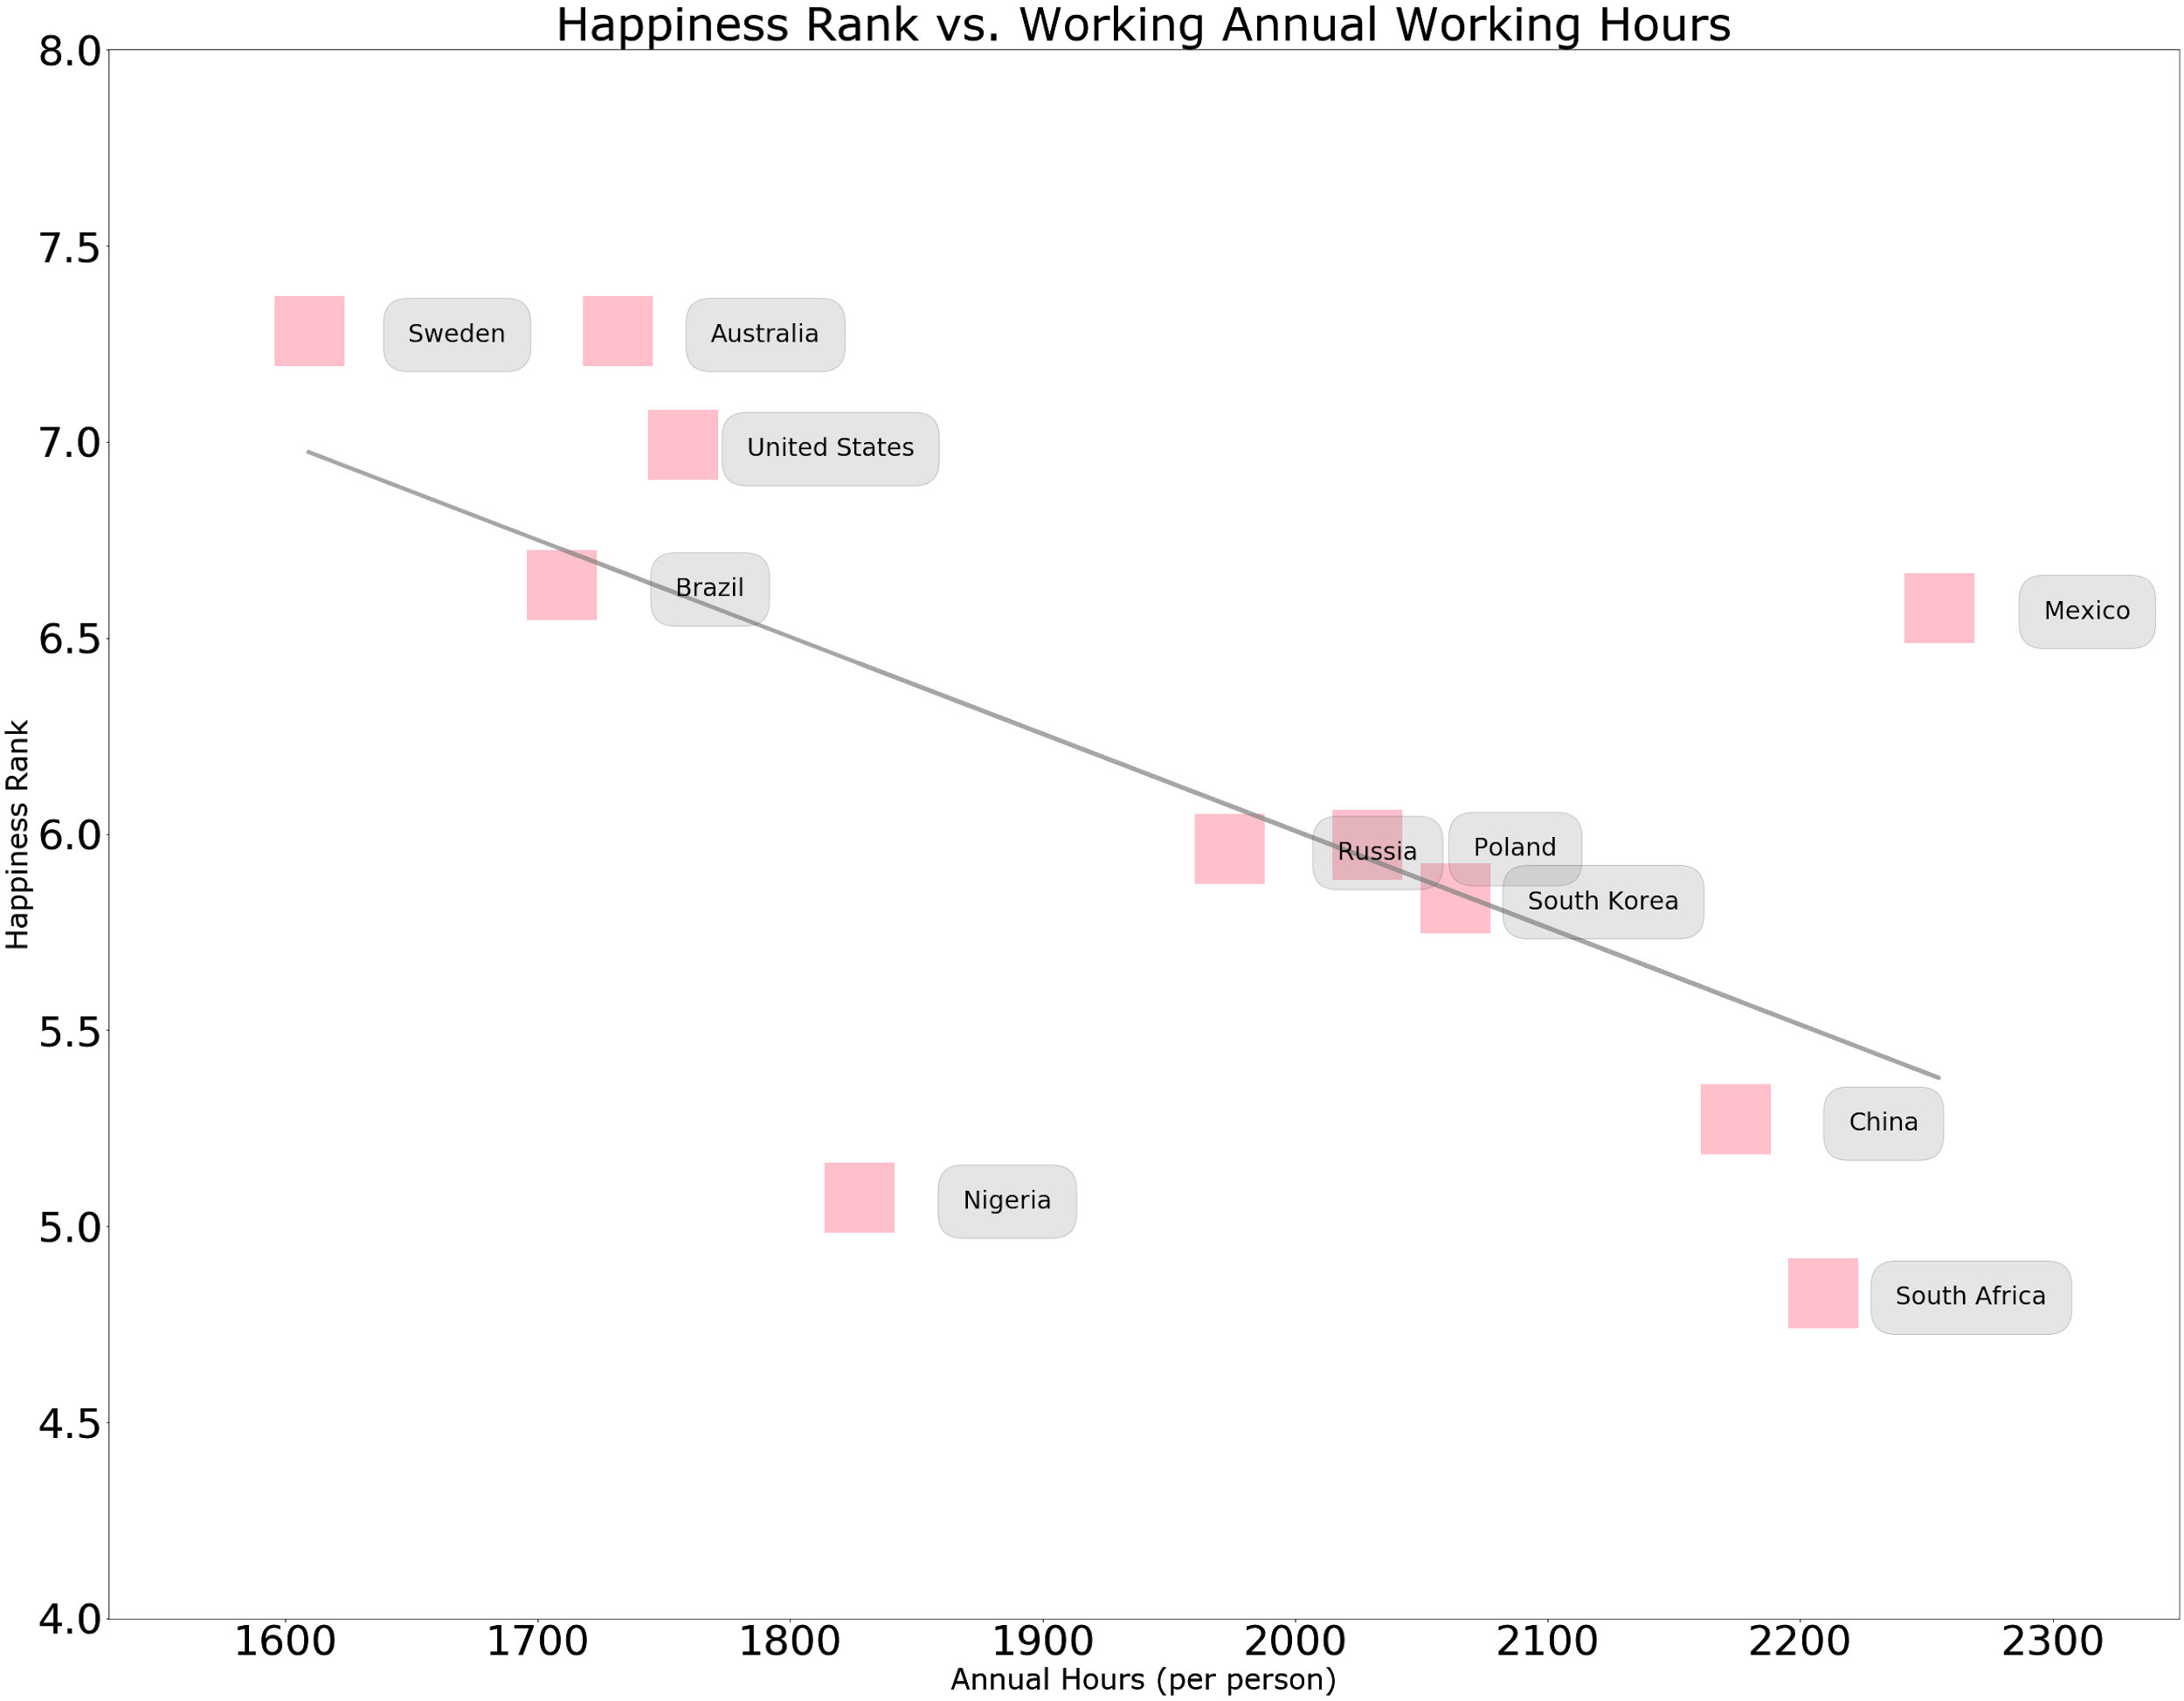 Happiness Rank vs. Working Annual Working Hours
8.0
7.5
7.0
6.5
6.0
5.5
5.0
4.5
4.0
Happiness Rank
Sweden
Australia
United States
Brazil
Mexico
Russia
Poland
South Korea
China
Nigeria
South Africa
1600 1700 1800 1900 2000 2100 2200 2300
Annual Hours (per person)